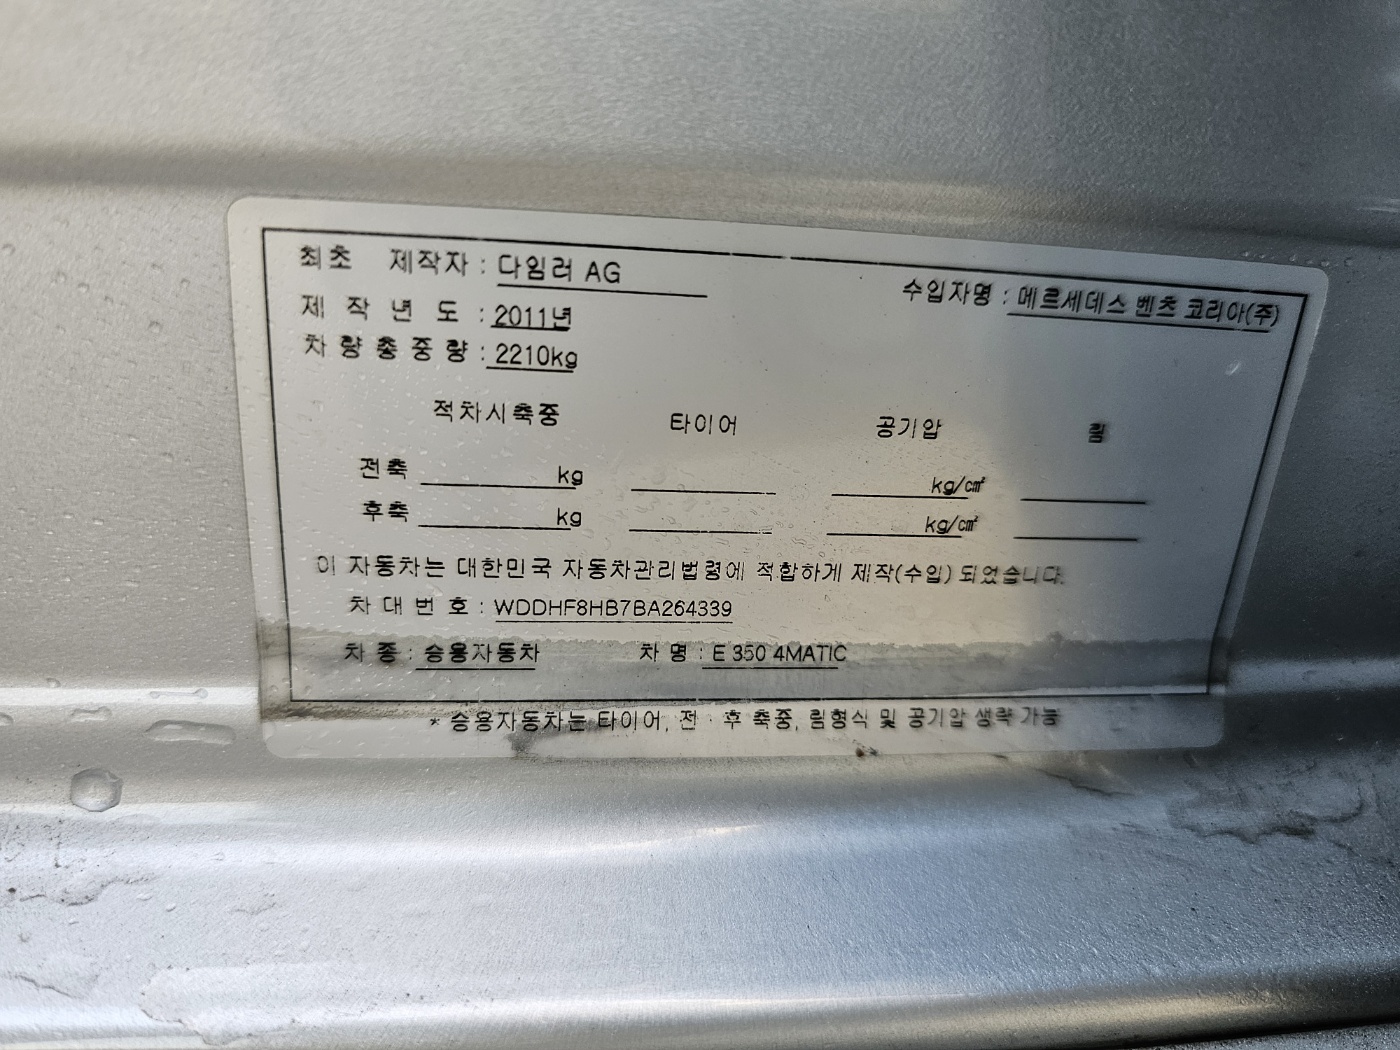 최초 제작자 : 다임러 AG 수입자명 : 메르세데스 벤츠 코리아(주)
제 작 년 도 : 2011년
차 량 총 중 량 : 2210kg
적차시축중 타이어 공기압 림
전축 kg kg/㎠
후축 kg kg/㎠
이 자동차는 대한민국 자동차관리법령에 적합하게 제작(수입) 되었습니다.
차 대 번 호 : WDDHF8HB7BA264339
차 종 : 승용자동차 차 명 : E 350 4MATIC
* 승용자동차는 타이어, 전 · 후 축중, 림형식 및 공기압 생략 가능